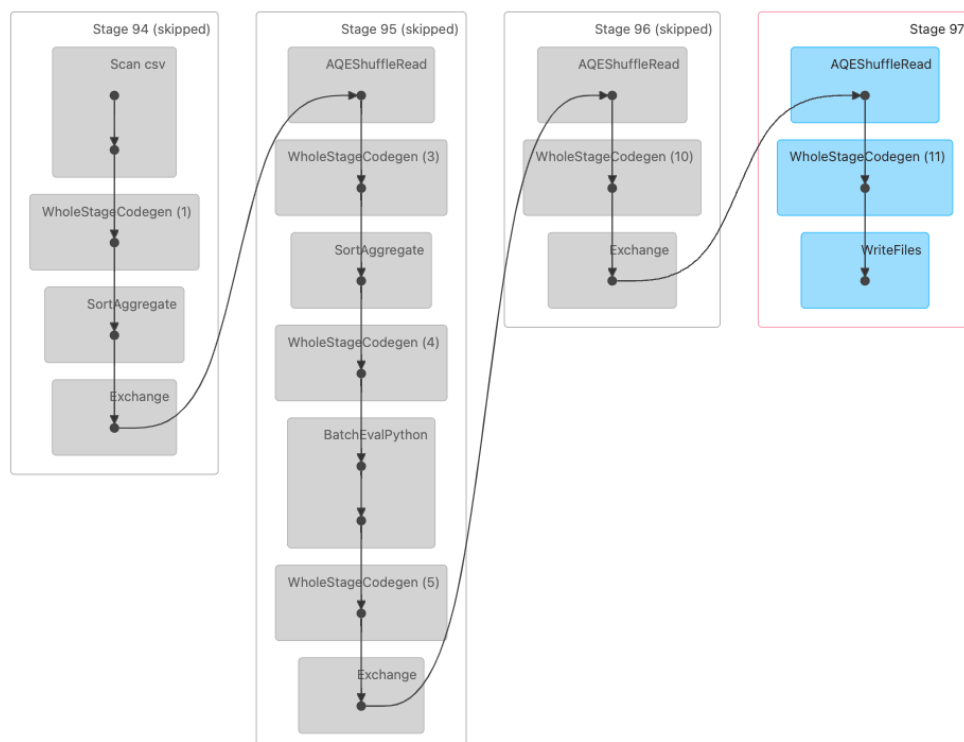 Stage 94 (skipped)
Scan csv
WholeStageCodegen (1)
SortAggregate
Exchange
Stage 95 (skipped)
AQEShuffleRead
WholeStageCodegen (3)
SortAggregate
WholeStageCodegen (4)
BatchEvalPython
WholeStageCodegen (5)
Exchange
Stage 96 (skipped)
AQEShuffleRead
WholeStageCodegen (10)
Exchange
Stage 97
AQEShuffleRead
WholeStageCodegen (11)
WriteFiles